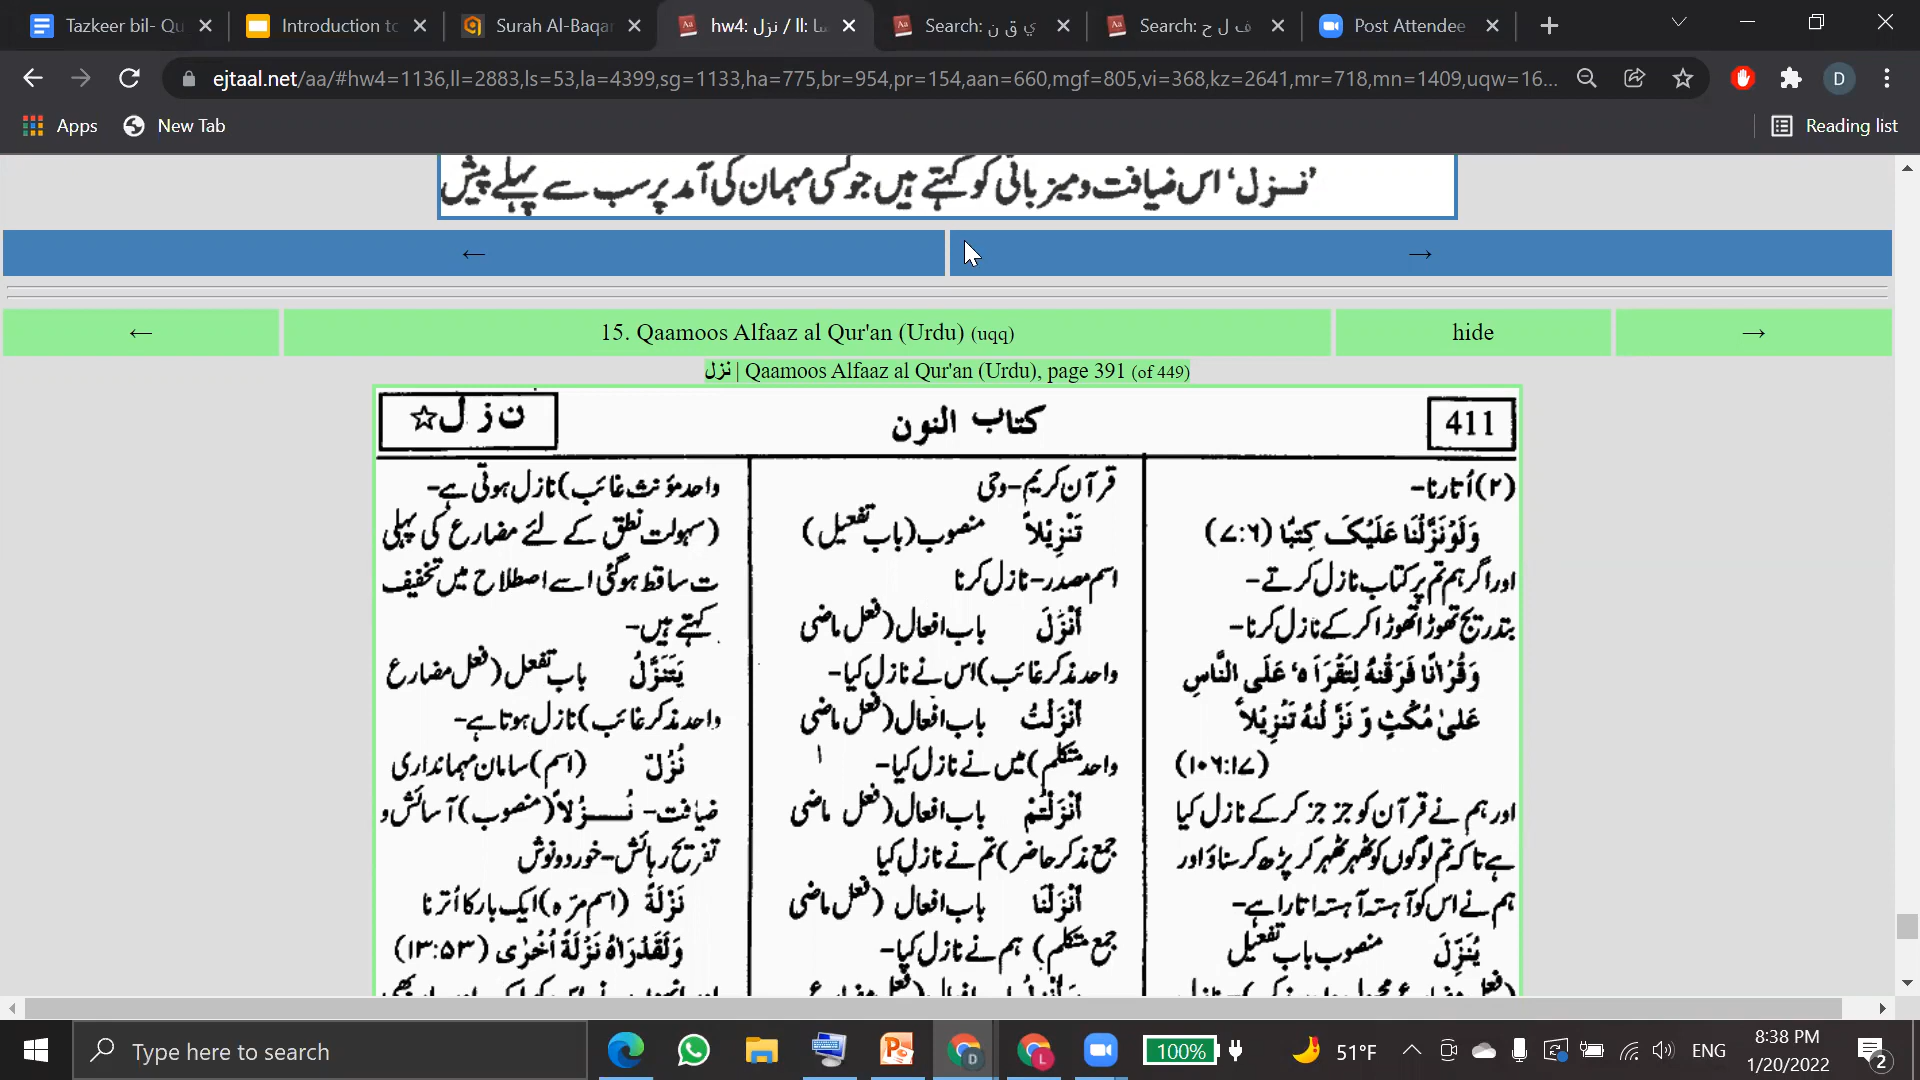 Tazkeer bil- Qu
Introduction to
Surah Al-Baqar
hw4: نزل / ll:
Search: ي ق ن
Search: ف ل ح
Post Attendee
ejtaal.net/aa/#hw4=1136,ll=2883,ls=53,la=4399,sg=1133,ha=775,br=954,pr=154,aan=660,mgf=805,vi=368,kz=2641,mr=718,mn=1409,uqw=16...
D
Apps
New Tab
Reading list
’نزل‘ اس ضیافت ومیزبانی کو کہتے ہیں جو کسی مہمان کی آمد پر سب سے پہلے پیش
←
→
←
15. Qaamoos Alfaaz al Qur'an (Urdu) (uqq)
hide
→
نزل | Qaamoos Alfaaz al Qur'an (Urdu), page 391 (of 449)
411
كتاب النون
ن ز ل ☆
(۲) اُتارنا-
وَلَوْنَزَّلْنَا عَلَيْكَ كِتٰبًا (۷:۶)
اور اگر ہم تم پر کتاب نازل کرتے-
بتدریج تھوڑا تھوڑا کر کے نازل کرنا-
وَقُرْاٰنًا فَرَقْنٰهُ لِتَقْرَاَهٗ عَلَى النَّاسِ
عَلىٰ مُكْثٍ وَّ نَزَّلْنٰهُ تَنْزِيْلاً
(۱۰۶:۱۷)
اور ہم نے قرآن کو جز جز کر کے نازل کیا
ہے تاکہ تم لوگوں کو ٹھہر ٹھہر کر پڑھ کر سناؤ اور
ہم نے اس کو آہستہ آہستہ اتارا ہے-
يُنَزِّلَ منصوب باب تفعیل
قرآن کریم-وحی
تَنْزِيْلاً منصوب (باب تفعیل)
اسم مصدر-نازل کرنا
أَنْزَلَ باب افعال (فعل ماضی
واحد مذکر غائب) اس نے نازل کیا-
أَنْزَلْتُ باب افعال (فعل ماضی
واحد متکلم) میں نے نازل کیا-
أَنْزَلْتُمْ باب افعال (فعل ماضی
جمع مذکر حاضر) تم نے نازل کیا
أَنْزَلْنَا باب افعال (فعل ماضی
جمع متکلم) ہم نے نازل کیا-
واحد مؤنث غائب) نازل ہوتی ہے-
(سہولت نطق کے لئے مضارع کی پہلی
ت ساقط ہوگئی اسے اصطلاح میں تخفیف
کہتے ہیں-
يَتَنَزَّلُ باب تفعل (فعل مضارع
واحد مذکر غائب) نازل ہوتا ہے-
نُزُلٌ (اسم) سامان مہمانداری
ضیافت- نُزُلاً (منصوب) آسائش و
تفریح رہائش-خوردونوش
نَزْلَةً (اسم مرّہ) ایک بار کا اُترنا
وَلَقَدْرَاٰهُ نَزْلَةً اُخْرٰى (۱۳:۵۳)
Type here to search
D
L
100%
51°F
ENG
8:38 PM
1/20/2022
2